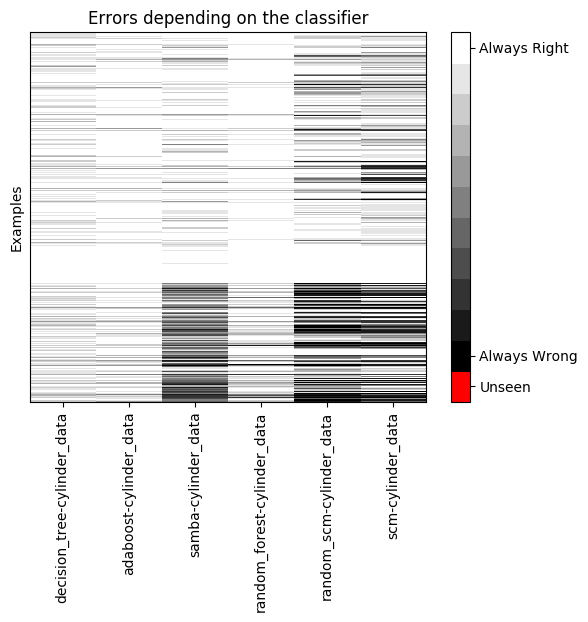 Errors depending on the classifier
Always Right
Examples
Always Wrong
Unseen
decision_tree-cylinder_data
adaboost-cylinder_data
samba-cylinder_data
random_forest-cylinder_data
random_scm-cylinder_data
scm-cylinder_data